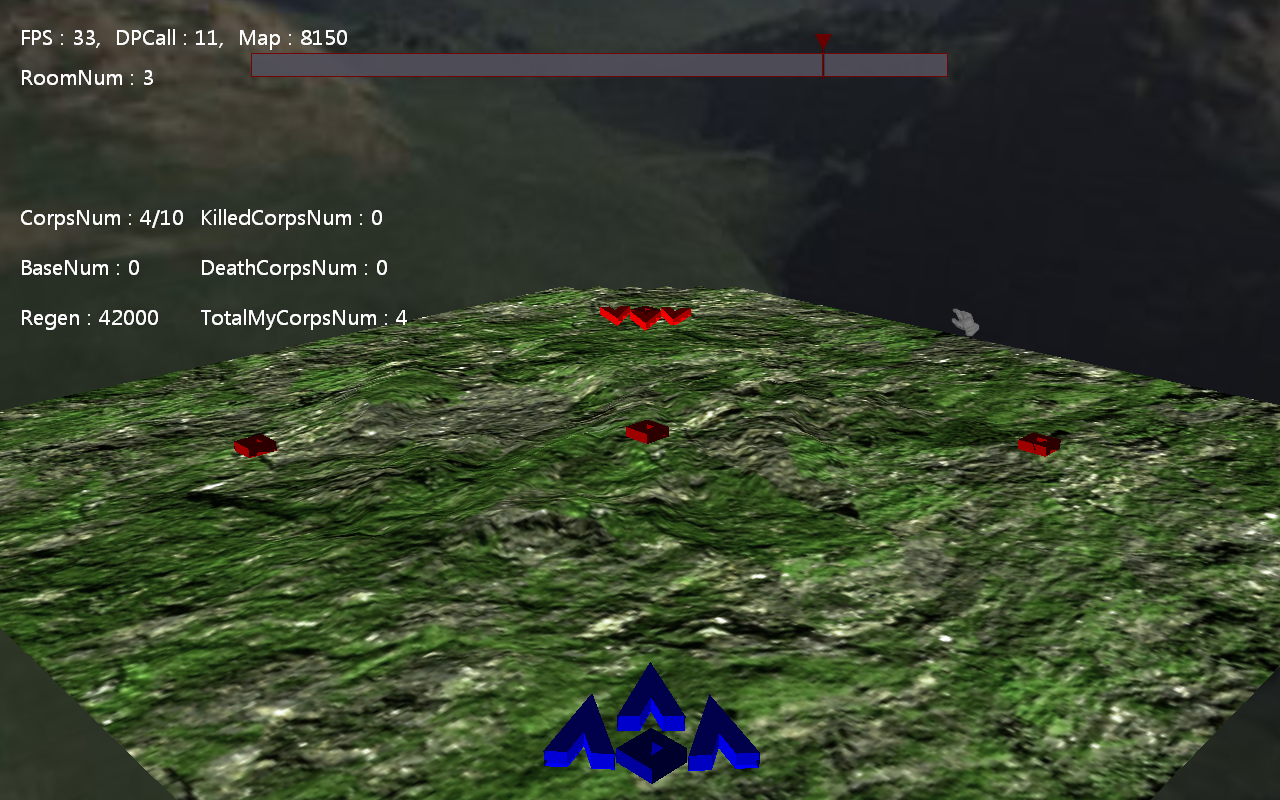 FPS : 33, DPCall : 11, Map : 8150
RoomNum : 3
CorpsNum : 4/10 KilledCorpsNum : 0
BaseNum : 0 DeathCorpsNum : 0
Regen : 42000 TotalMyCorpsNum : 4